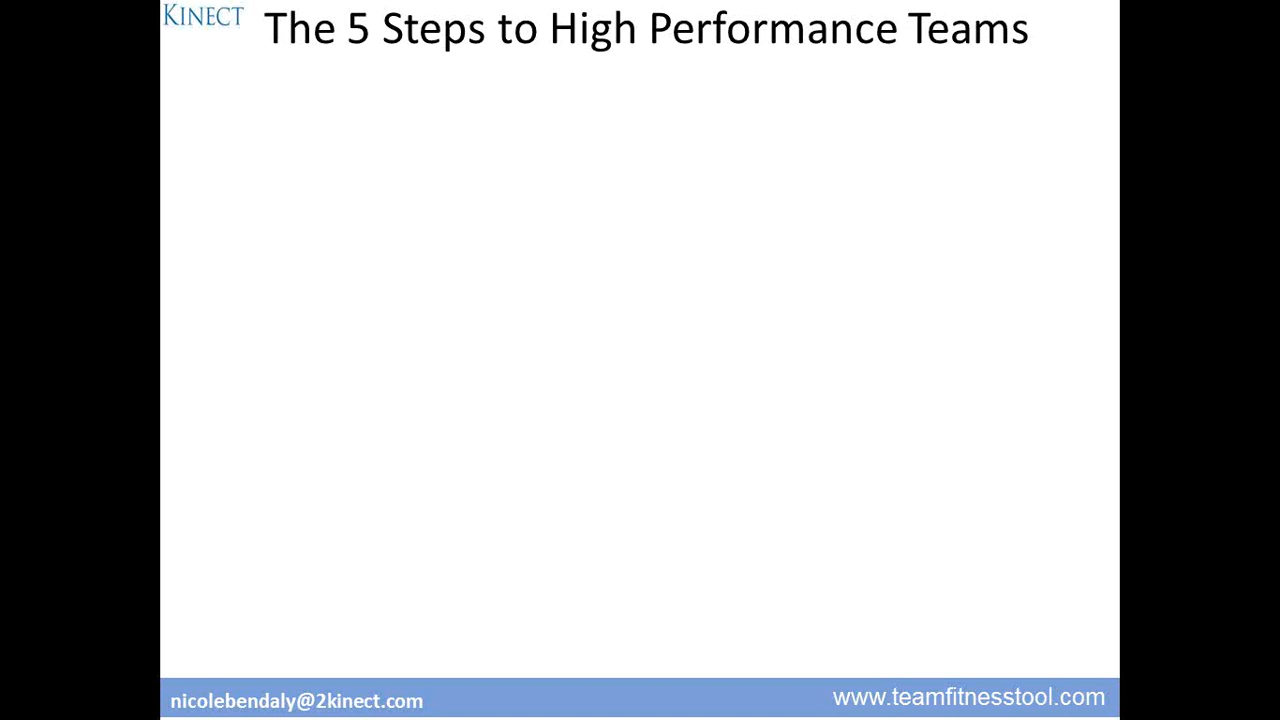 KINECT
The 5 Steps to High Performance Teams
nicolebendaly@2kinect.com
www.teamfitnesstool.com